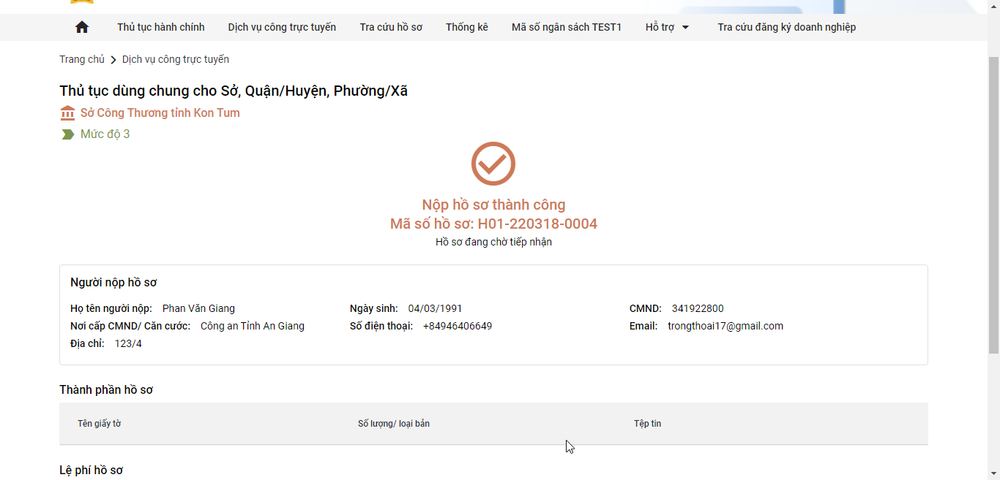 Thủ tục hành chính Dịch vụ công trực tuyến Tra cứu hồ sơ Thống kê Mã số ngân sách TEST1 Hỗ trợ Tra cứu đăng ký doanh nghiệp
Trang chủ Dịch vụ công trực tuyến
Thủ tục dùng chung cho Sở, Quận/Huyện, Phường/Xã
Sở Công Thương tỉnh Kon Tum
Mức độ 3
Nộp hồ sơ thành công
Mã số hồ sơ: H01-220318-0004
Hồ sơ đang chờ tiếp nhận
Người nộp hồ sơ
Họ tên người nộp: Phan Văn Giang Ngày sinh: 04/03/1991 CMND: 341922800
Nơi cấp CMND/ Căn cước: Công an Tỉnh An Giang Số điện thoại: +84946406649 Email: trongthoai17@gmail.com
Địa chỉ: 123/4
Thành phần hồ sơ
Tên giấy tờ Số lượng/ loại bản Tệp tin
Lệ phí hồ sơ